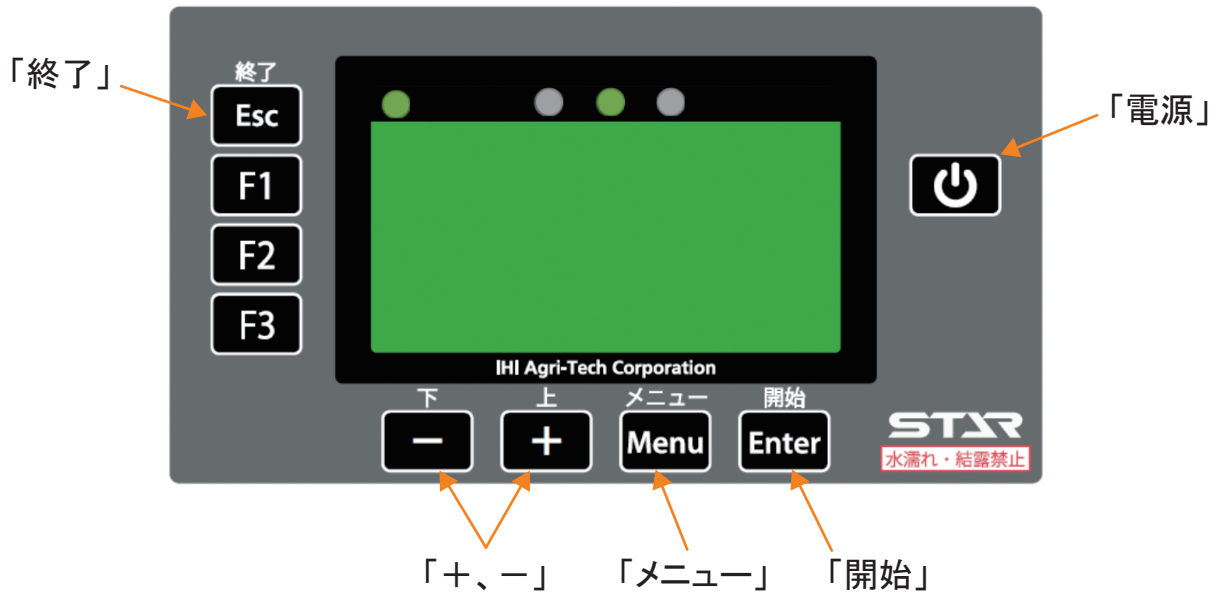 「終了」
終了
Esc
F1
F2
F3
「電源」
IHI Agri-Tech Corporation
下
上
メニュー
開始
−
+
Menu
Enter
STAR
水濡れ・結露禁止
「＋、－」
「メニュー」
「開始」